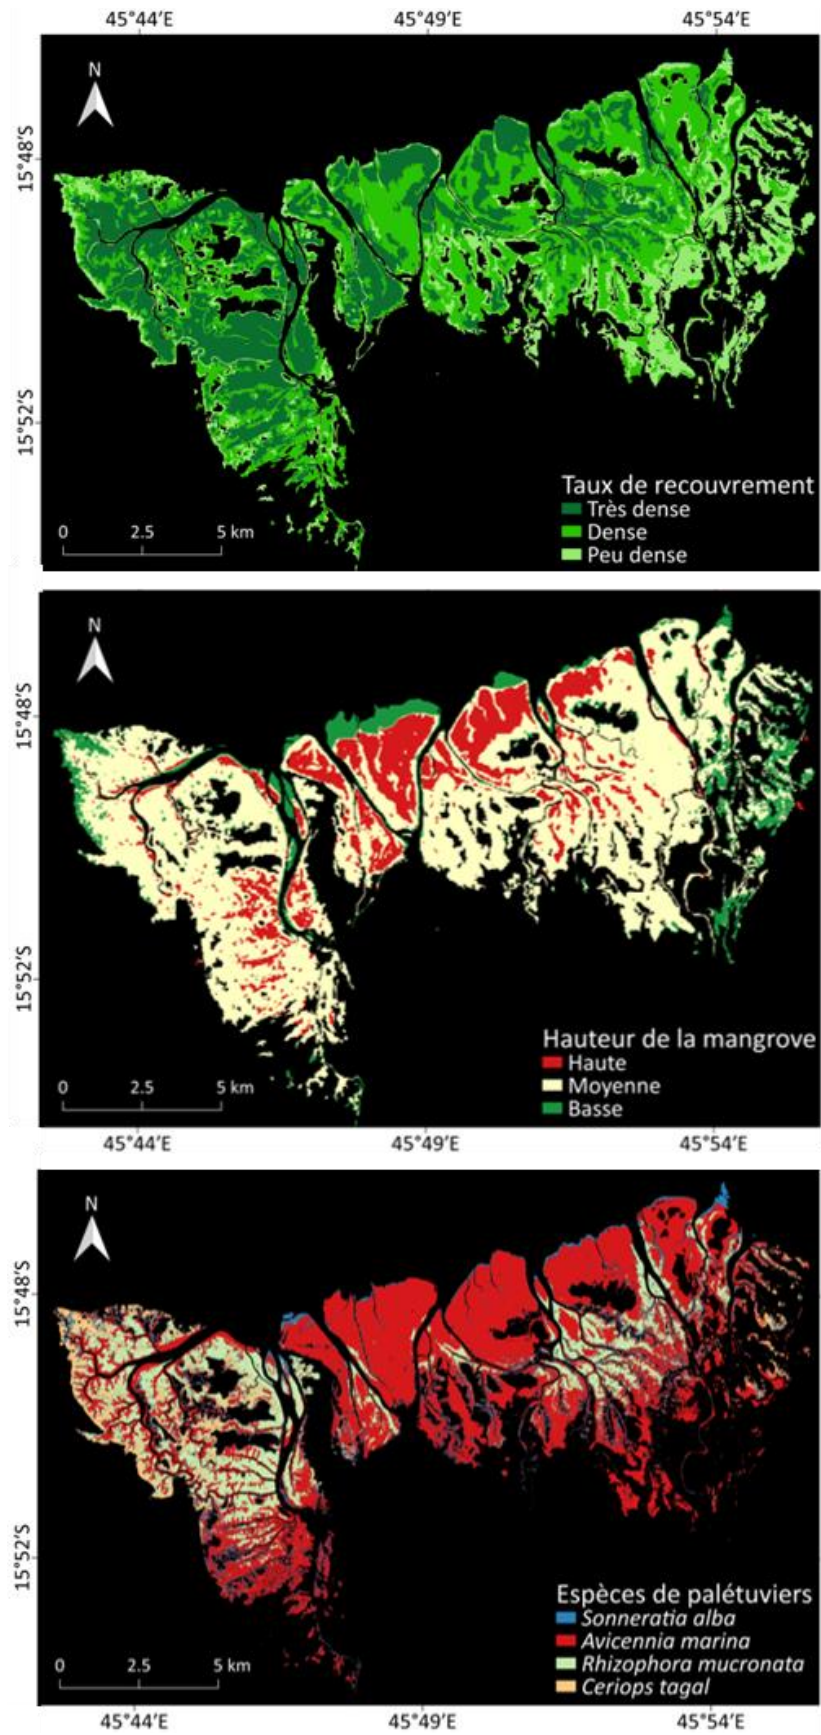 45°44′E 45°49′E 45°54′E
N
15°48′S
15°52′S
Taux de recouvrement
Très dense
Dense
Peu dense
0 2.5 5 km
N
15°48′S
15°52′S
Hauteur de la mangrove
Haute
Moyenne
Basse
0 2.5 5 km
45°44′E 45°49′E 45°54′E
N
15°48′S
15°52′S
Espèces de palétuviers
Sonneratia alba
Avicennia marina
Rhizophora mucronata
Ceriops tagal
0 2.5 5 km
45°44′E 45°49′E 45°54′E